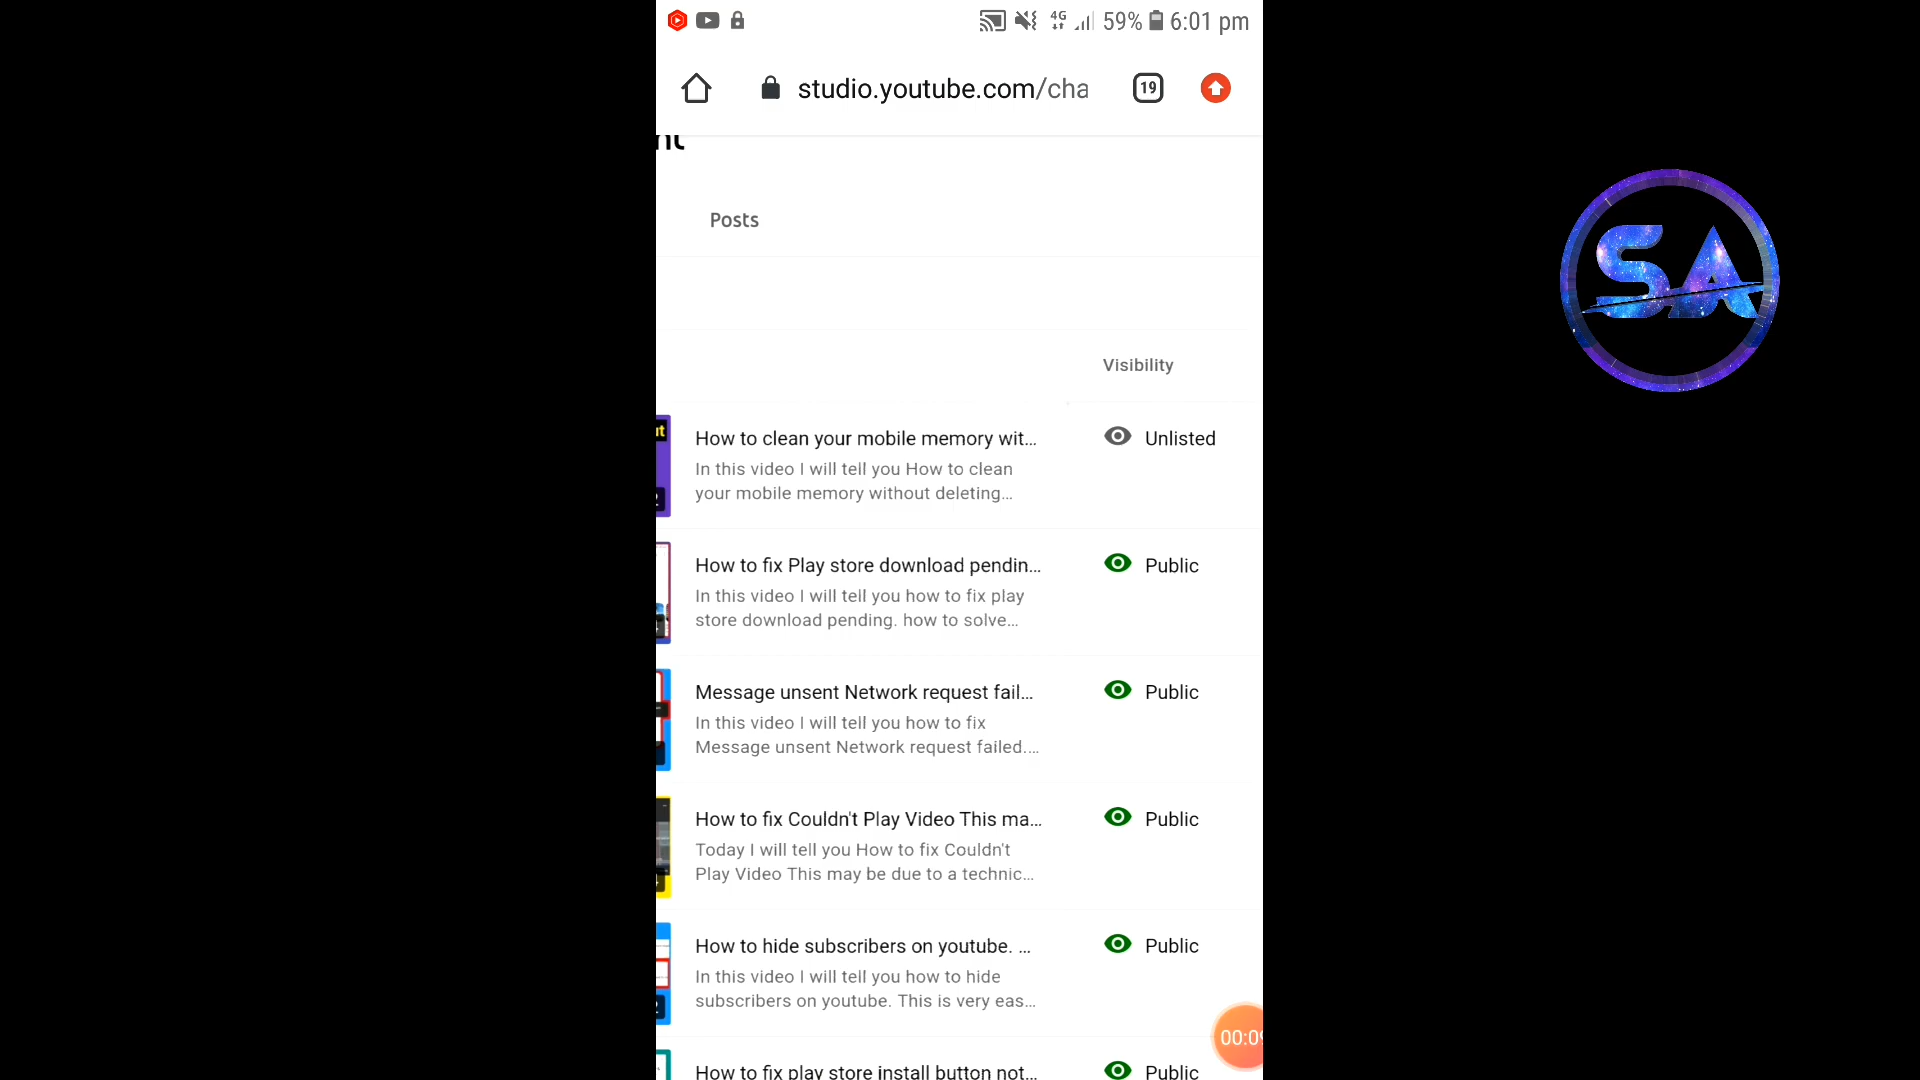 4G 59% 6:01 pm
studio.youtube.com/cha
19
nt
Posts
Visibility
How to clean your mobile memory wit...
Unlisted
In this video I will tell you How to clean
your mobile memory without deleting...
How to fix Play store download pendin...
Public
In this video I will tell you how to fix play
store download pending. how to solve...
Message unsent Network request fail...
Public
In this video I will tell you how to fix
Message unsent Network request failed....
How to fix Couldn't Play Video This ma...
Public
Today I will tell you How to fix Couldn't
Play Video This may be due to a technic...
How to hide subscribers on youtube. ...
Public
In this video I will tell you how to hide
subscribers on youtube. This is very eas...
How to fix play store install button not...
Public
00:09
SA